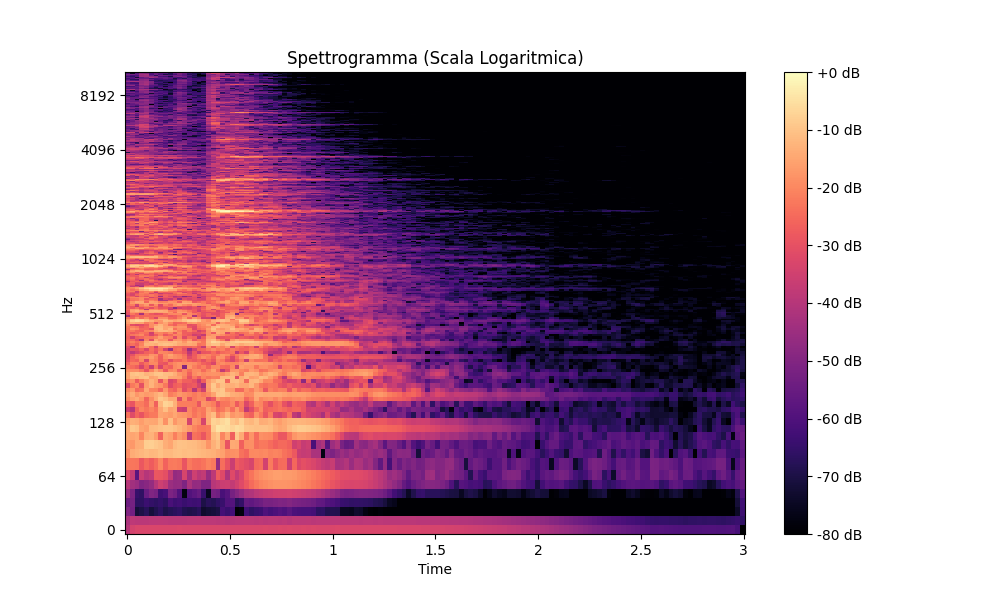 Spettrogramma (Scala Logaritmica)
Hz
8192
4096
2048
1024
512
256
128
64
0
0 0.5 1 1.5 2 2.5 3
Time
+0 dB
-10 dB
-20 dB
-30 dB
-40 dB
-50 dB
-60 dB
-70 dB
-80 dB